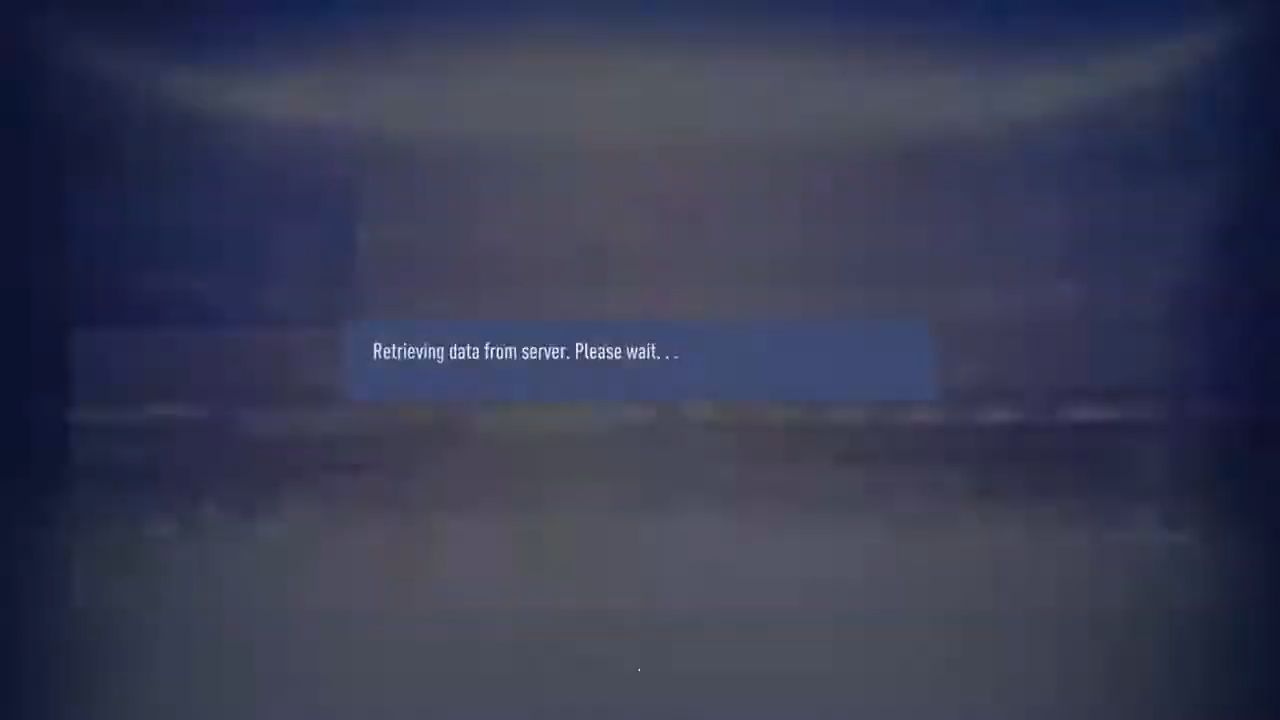 Retrieving data from server. Please wait. . .